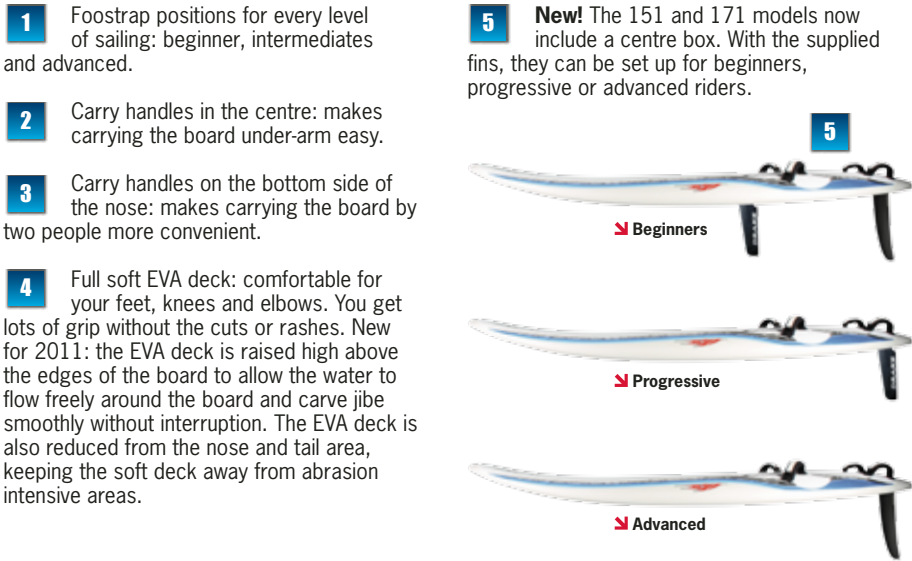 1 Foostrap positions for every level
of sailing: beginner, intermediates
and advanced.
2 Carry handles in the centre: makes
carrying the board under-arm easy.
3 Carry handles on the bottom side of
the nose: makes carrying the board by
two people more convenient.
4 Full soft EVA deck: comfortable for
your feet, knees and elbows. You get
lots of grip without the cuts or rashes. New
for 2011: the EVA deck is raised high above
the edges of the board to allow the water to
flow freely around the board and carve jibe
smoothly without interruption. The EVA deck is
also reduced from the nose and tail area,
keeping the soft deck away from abrasion
intensive areas.
5 New! The 151 and 171 models now
include a centre box. With the supplied
fins, they can be set up for beginners,
progressive or advanced riders.
5
Beginners
Progressive
Advanced